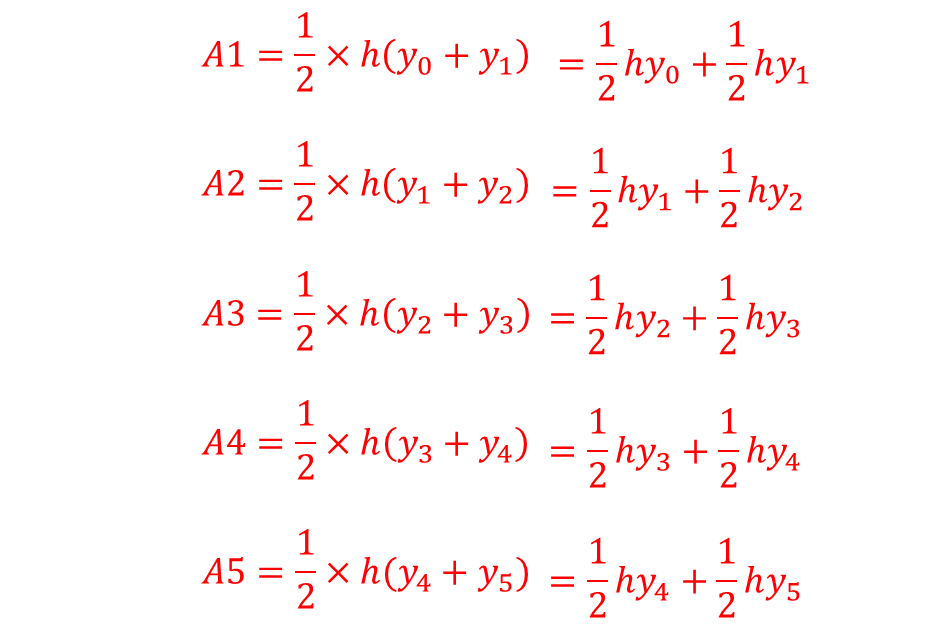 A1 = 1/2 × h(y₀ + y₁) = 1/2 hy₀ + 1/2 hy₁
A2 = 1/2 × h(y₁ + y₂) = 1/2 hy₁ + 1/2 hy₂
A3 = 1/2 × h(y₂ + y₃) = 1/2 hy₂ + 1/2 hy₃
A4 = 1/2 × h(y₃ + y₄) = 1/2 hy₃ + 1/2 hy₄
A5 = 1/2 × h(y₄ + y₅) = 1/2 hy₄ + 1/2 hy₅